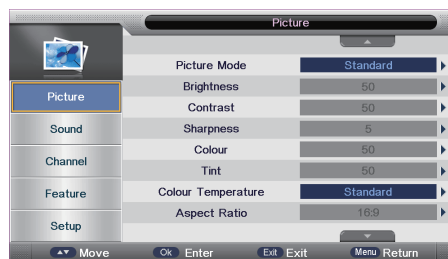 Picture
Picture
Sound
Channel
Feature
Setup
Picture Mode Standard
Brightness 50
Contrast 50
Sharpness 5
Colour 50
Tint 50
Colour Temperature Standard
Aspect Ratio 16:9
Move Ok Enter Exit Exit Menu Return